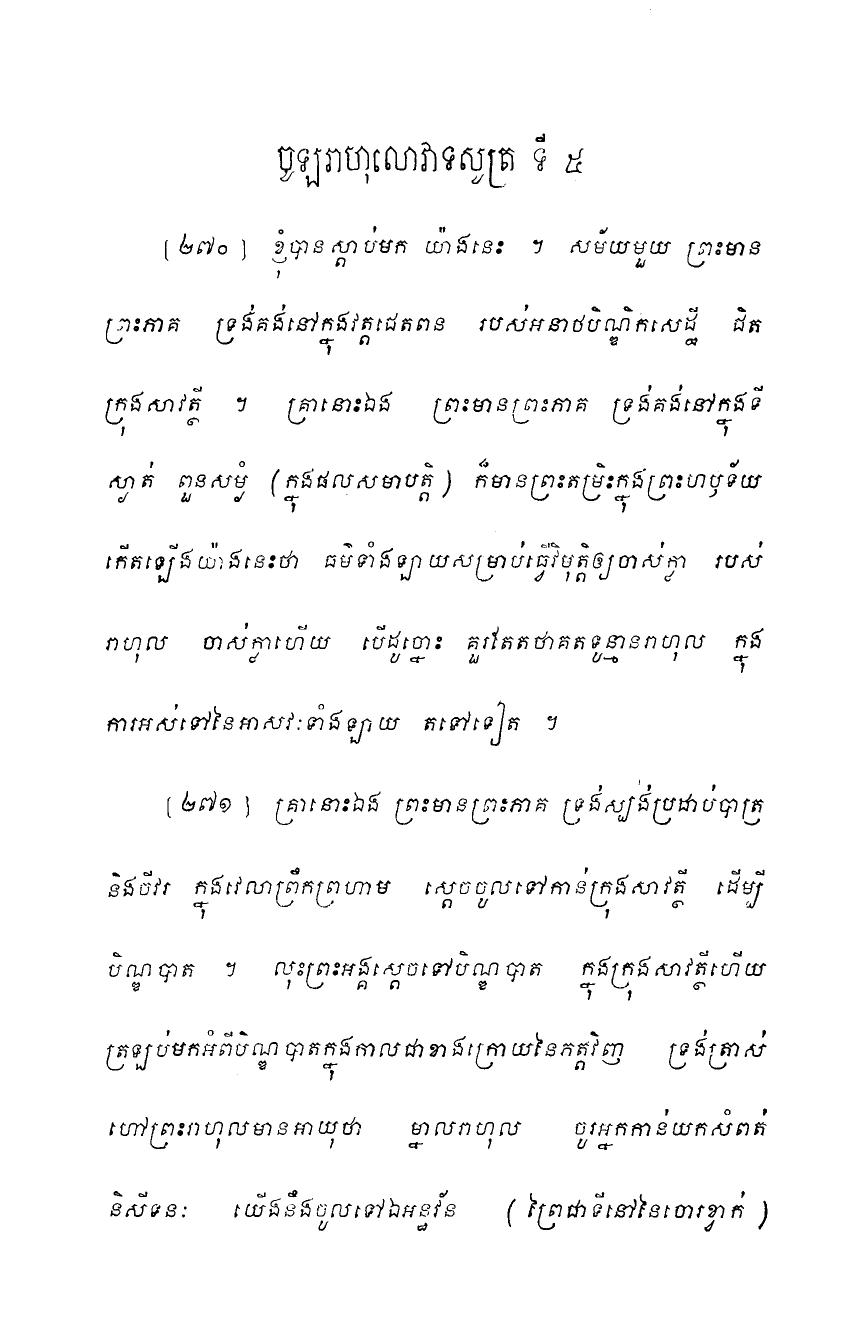 ចូឡរាហុលោវាទសូត្រ ទី ៥
[២៧០] ខ្ញុំបានស្តាប់មក យ៉ាងនេះ ។ សម័យមួយ ព្រះមាន
ព្រះភាគ ទ្រង់គង់នៅក្នុងវត្តជេតពន របស់អនាថបិណ្ឌិកសេដ្ឋី ជិត
ក្រុងសាវត្ថី ។ គ្រានោះឯង ព្រះមានព្រះភាគ ទ្រង់គង់នៅក្នុងទី
ស្ងាត់ ពួនសម្ងំ (ក្នុងផលសមាបត្តិ) ក៏មានព្រះតម្រិះក្នុងព្រះហឫទ័យ
កើតឡើងយ៉ាងនេះថា ធម៌ទាំងឡាយសម្រាប់ធ្វើវិមុត្តិឲ្យចាស់ក្លា របស់
រាហុល ចាស់ក្លាហើយ បើដូច្នោះ គួរតែតថាគតទូន្មានរាហុល ក្នុង
ការអស់ទៅនៃអាសវៈទាំងឡាយ តទៅទៀត ។
[២៧១] គ្រានោះឯង ព្រះមានព្រះភាគ ទ្រង់ស្បង់ប្រដាប់បាត្រ
និងចីវរ ក្នុងវេលាព្រឹកព្រហាម ស្តេចចូលទៅកាន់ក្រុងសាវត្ថី ដើម្បី
បិណ្ឌបាត ។ លុះព្រះអង្គស្តេចទៅបិណ្ឌបាត ក្នុងក្រុងសាវត្ថីហើយ
ត្រឡប់មកអំពីបិណ្ឌបាតក្នុងកាលជាខាងក្រោយនៃភត្តវិញ ទ្រង់ត្រាស់
ហៅព្រះរាហុលមានអាយុថា ម្នាលរាហុល ចូរអ្នកកាន់យកសំពត់
និសីទនៈ យើងនឹងចូលទៅឯអន្ធវ័ន (ព្រៃជាទីនៅនៃចោរខ្វាក់)